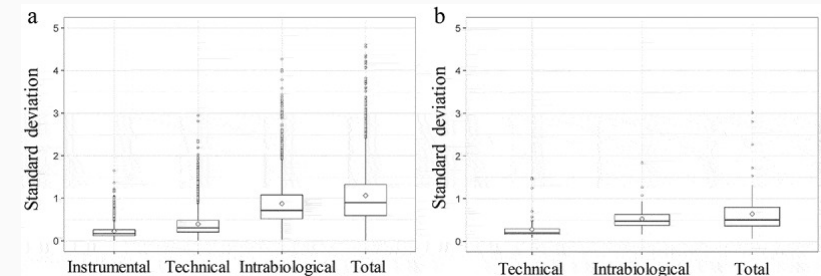 a
b
5
4
3
2
1
0
Standard deviation
Instrumental Technical Intrabiological Total
5
4
3
2
1
0
Standard deviation
Technical Intrabiological Total